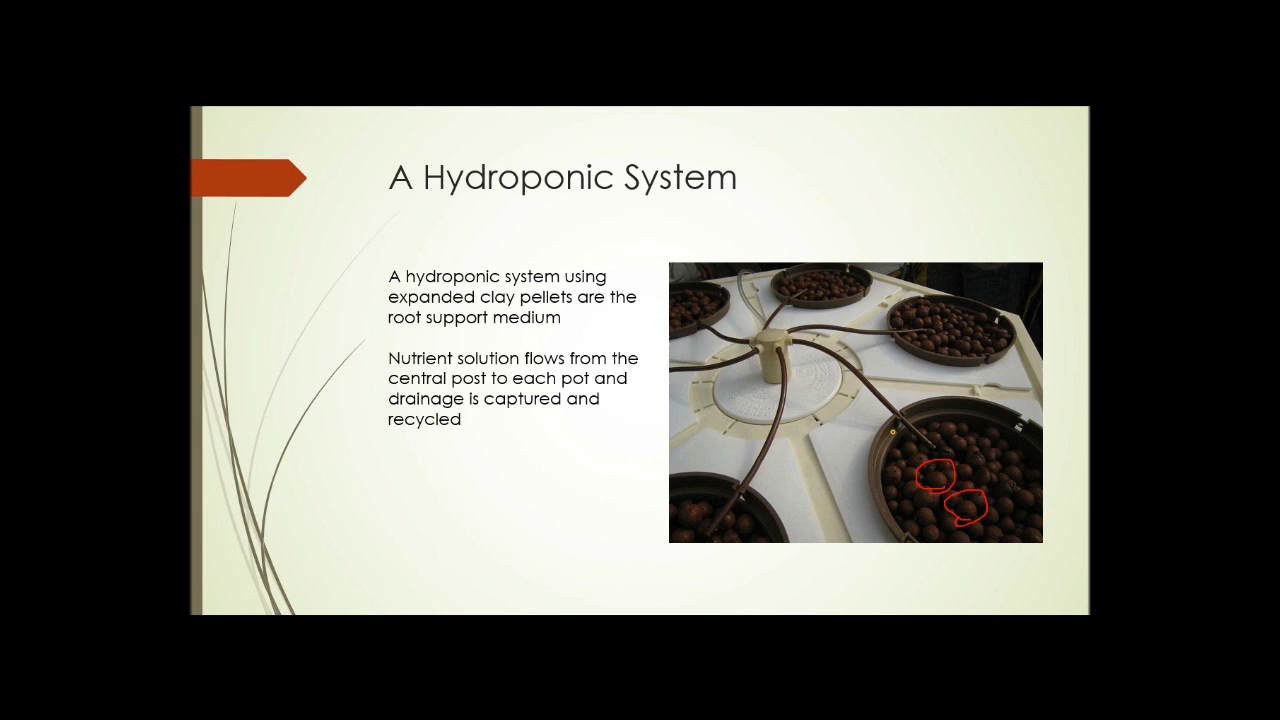 A Hydroponic System
A hydroponic system using
expanded clay pellets are the
root support medium
Nutrient solution flows from the
central post to each pot and
drainage is captured and
recycled